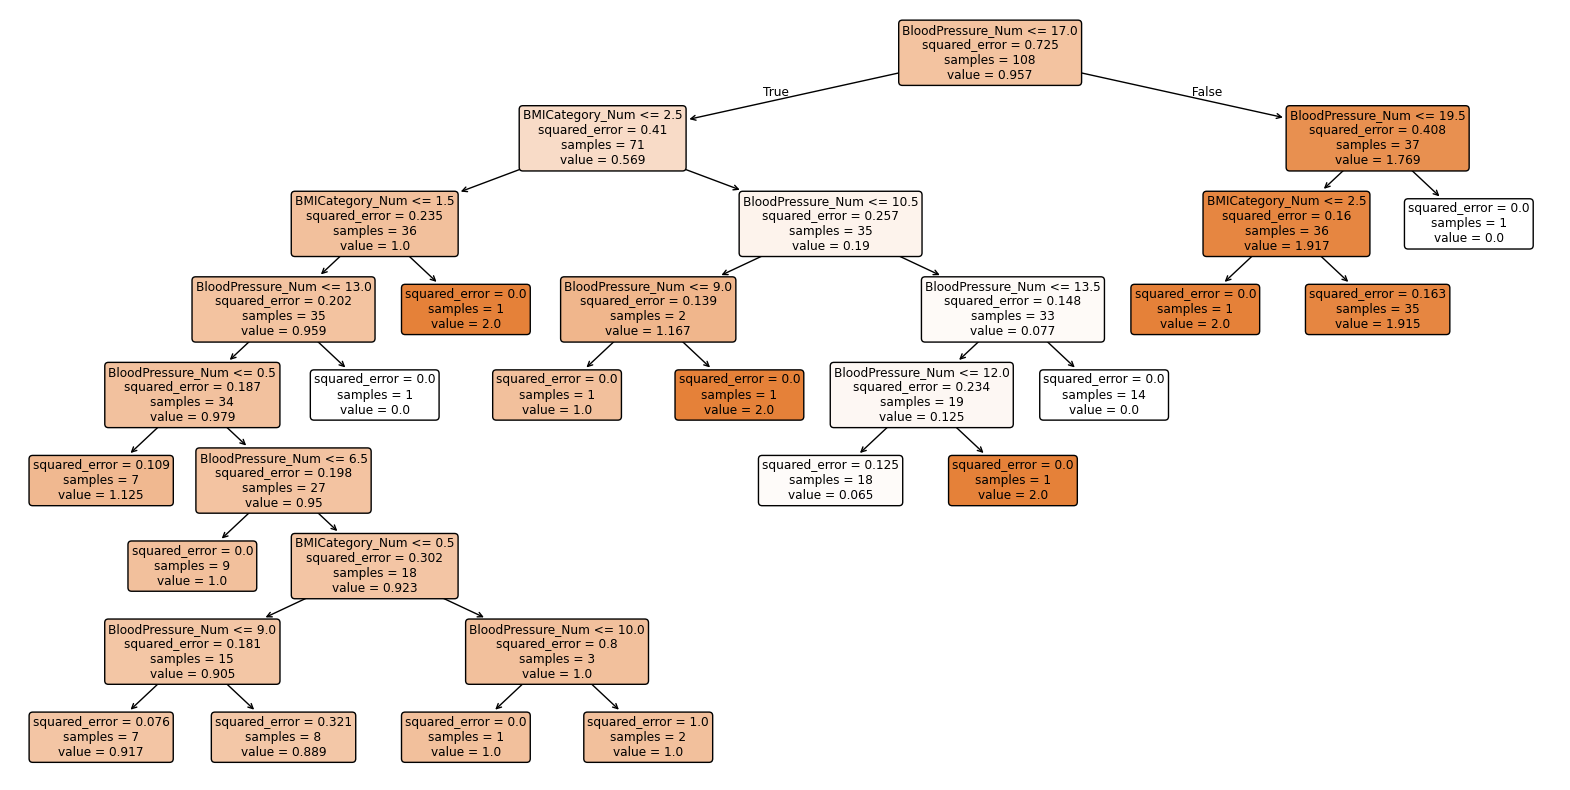 BloodPressure_Num <= 17.0
squared_error = 0.725
samples = 108
value = 0.957
True
False
BMICategory_Num <= 2.5
squared_error = 0.41
samples = 71
value = 0.569
BloodPressure_Num <= 19.5
squared_error = 0.408
samples = 37
value = 1.769
BMICategory_Num <= 1.5
squared_error = 0.235
samples = 36
value = 1.0
BloodPressure_Num <= 10.5
squared_error = 0.257
samples = 35
value = 0.19
BMICategory_Num <= 2.5
squared_error = 0.16
samples = 36
value = 1.917
squared_error = 0.0
samples = 1
value = 0.0
BloodPressure_Num <= 13.0
squared_error = 0.202
samples = 35
value = 0.959
squared_error = 0.0
samples = 1
value = 2.0
BloodPressure_Num <= 9.0
squared_error = 0.139
samples = 2
value = 1.167
BloodPressure_Num <= 13.5
squared_error = 0.148
samples = 33
value = 0.077
squared_error = 0.0
samples = 1
value = 2.0
squared_error = 0.163
samples = 35
value = 1.915
BloodPressure_Num <= 0.5
squared_error = 0.187
samples = 34
value = 0.979
squared_error = 0.0
samples = 1
value = 0.0
squared_error = 0.0
samples = 1
value = 1.0
squared_error = 0.0
samples = 1
value = 2.0
BloodPressure_Num <= 12.0
squared_error = 0.234
samples = 19
value = 0.125
squared_error = 0.0
samples = 14
value = 0.0
squared_error = 0.109
samples = 7
value = 1.125
BloodPressure_Num <= 6.5
squared_error = 0.198
samples = 27
value = 0.95
squared_error = 0.125
samples = 18
value = 0.065
squared_error = 0.0
samples = 1
value = 2.0
squared_error = 0.0
samples = 9
value = 1.0
BMICategory_Num <= 0.5
squared_error = 0.302
samples = 18
value = 0.923
BloodPressure_Num <= 9.0
squared_error = 0.181
samples = 15
value = 0.905
BloodPressure_Num <= 10.0
squared_error = 0.8
samples = 3
value = 1.0
squared_error = 0.076
samples = 7
value = 0.917
squared_error = 0.321
samples = 8
value = 0.889
squared_error = 0.0
samples = 1
value = 1.0
squared_error = 1.0
samples = 2
value = 1.0